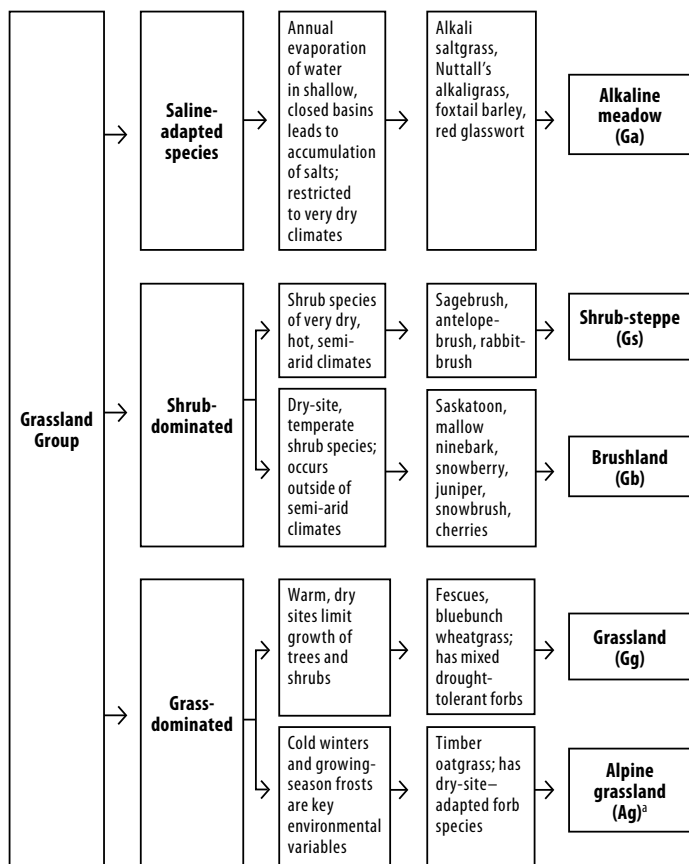 Grassland
Group
Saline-
adapted
species
Annual
evaporation
of water
in shallow,
closed basins
leads to
accumulation
of salts;
restricted
to very dry
climates
Alkali
saltgrass,
Nuttall’s
alkaligrass,
foxtail barley,
red glasswort
Alkaline
meadow
(Ga)
Shrub-
dominated
Shrub species
of very dry,
hot, semi-
arid climates
Sagebrush,
antelope-
brush, rabbit-
brush
Shrub-steppe
(Gs)
Dry-site,
temperate
shrub species;
occurs
outside of
semi-arid
climates
Saskatoon,
mallow
ninebark,
snowberry,
juniper,
snowbrush,
cherries
Brushland
(Gb)
Grass-
dominated
Warm, dry
sites limit
growth of
trees and
shrubs
Fescues,
bluebunch
wheatgrass;
has mixed
drought-
tolerant forbs
Grassland
(Gg)
Cold winters
and growing-
season frosts
are key
environmental
variables
Timber
oatgrass; has
dry-site–
adapted forb
species
Alpine
grassland
(Ag)ᵃ